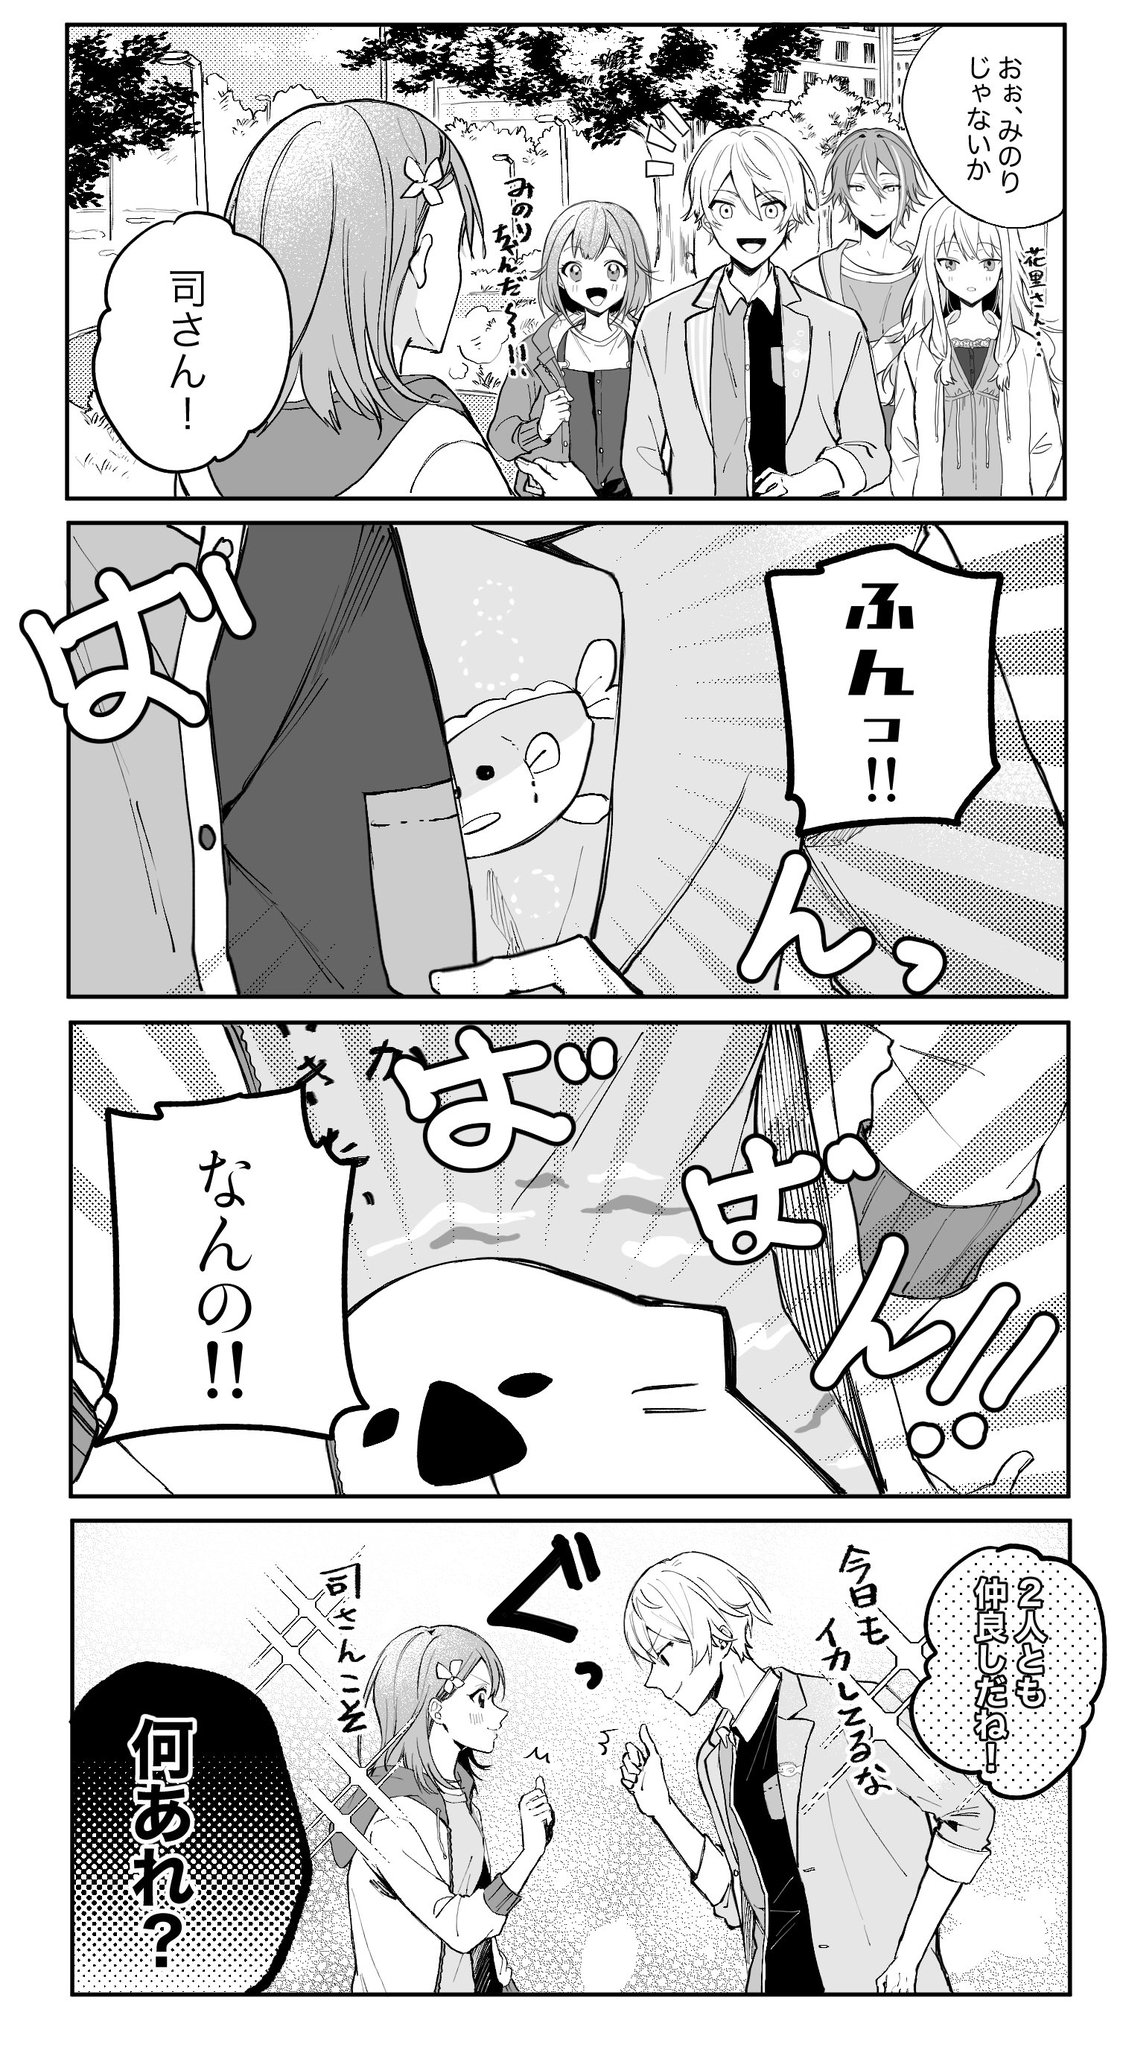 おぉ、みのり
じゃないか
花里さん…
みのり
ちゃんだ〜!!
司さん！
ふんっ!!
ばんっ
なんの!!
ばばん!!
2人とも
仲良しだね！
今日も
イカしてるな
ぐっ
司さんこそ
何あれ？